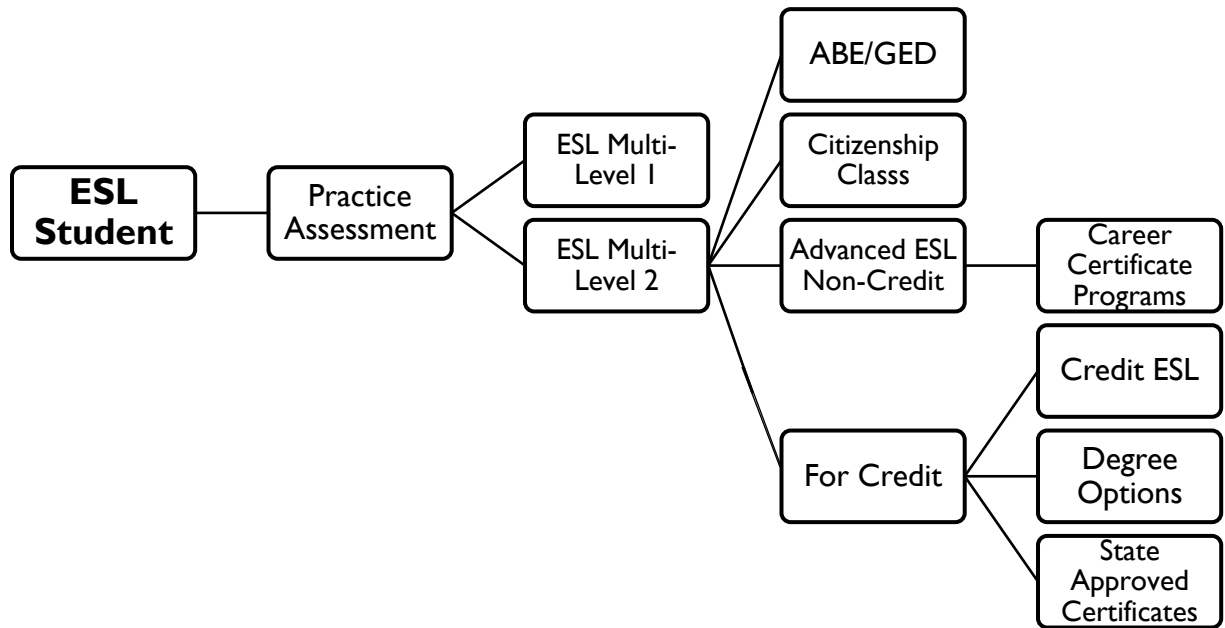 ESL
Student
Practice
Assessment
ESL Multi-
Level 1
ESL Multi-
Level 2
ABE/GED
Citizenship
Classs
Advanced ESL
Non-Credit
Career
Certificate
Programs
For Credit
Credit ESL
Degree
Options
State
Approved
Certificates